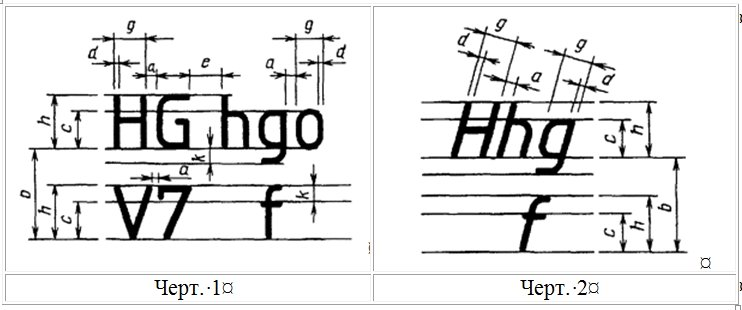 g g
d a e a d
h c HG hgo
k
b a
h c V7 f k
Черт. 1¤
g g
d a d
Hhg c h
b
f c h
¤
Черт. 2¤